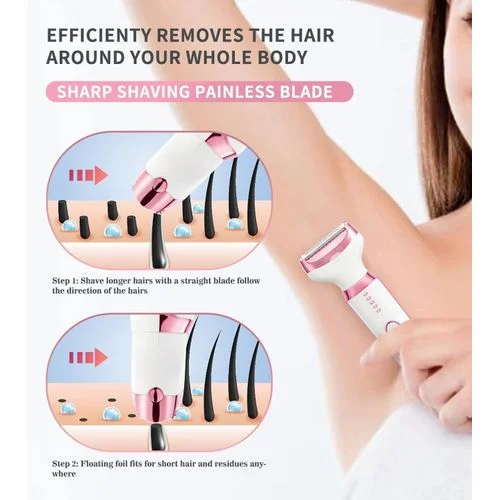 EFFICIENTY REMOVES THE HAIR
AROUND YOUR WHOLE BODY
SHARP SHAVING PAINLESS BLADE
Step 1: Shave longer hairs with a straight blade follow
the direction of the hairs
Step 2: Floating foil fits for short hair and residues any-
where